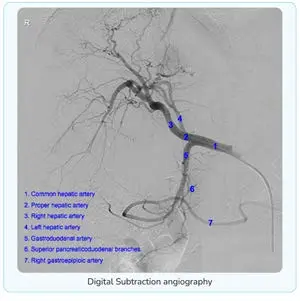 R
4
3
2
1
5
6
7
1. Common hepatic artery
2. Proper hepatic artery
3. Right hepatic artery
4. Left hepatic artery
5. Gastroduodenal artery
6. Superior pancreaticoduodenal branches
7. Right gastroepiploic artery
Digital Subtraction angiography